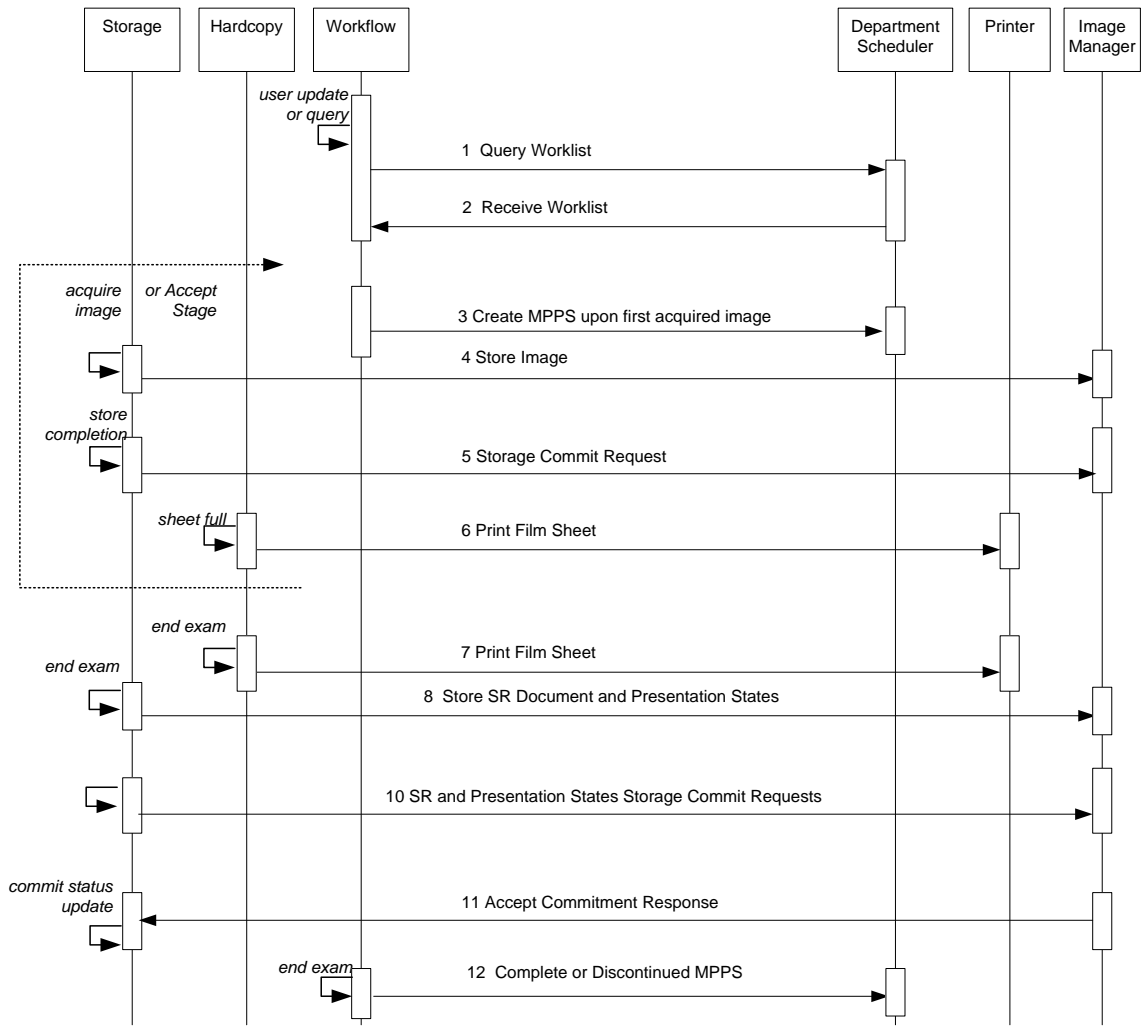 Storage
Hardcopy
Workflow
Department
Scheduler
Printer
Image
Manager
user update
or query
1 Query Worklist
2 Receive Worklist
acquire
image
or Accept
Stage
3 Create MPPS upon first acquired image
4 Store Image
store
completion
5 Storage Commit Request
sheet full
6 Print Film Sheet
end exam
7 Print Film Sheet
end exam
8 Store SR Document and Presentation States
10 SR and Presentation States Storage Commit Requests
commit status
update
11 Accept Commitment Response
end exam
12 Complete or Discontinued MPPS